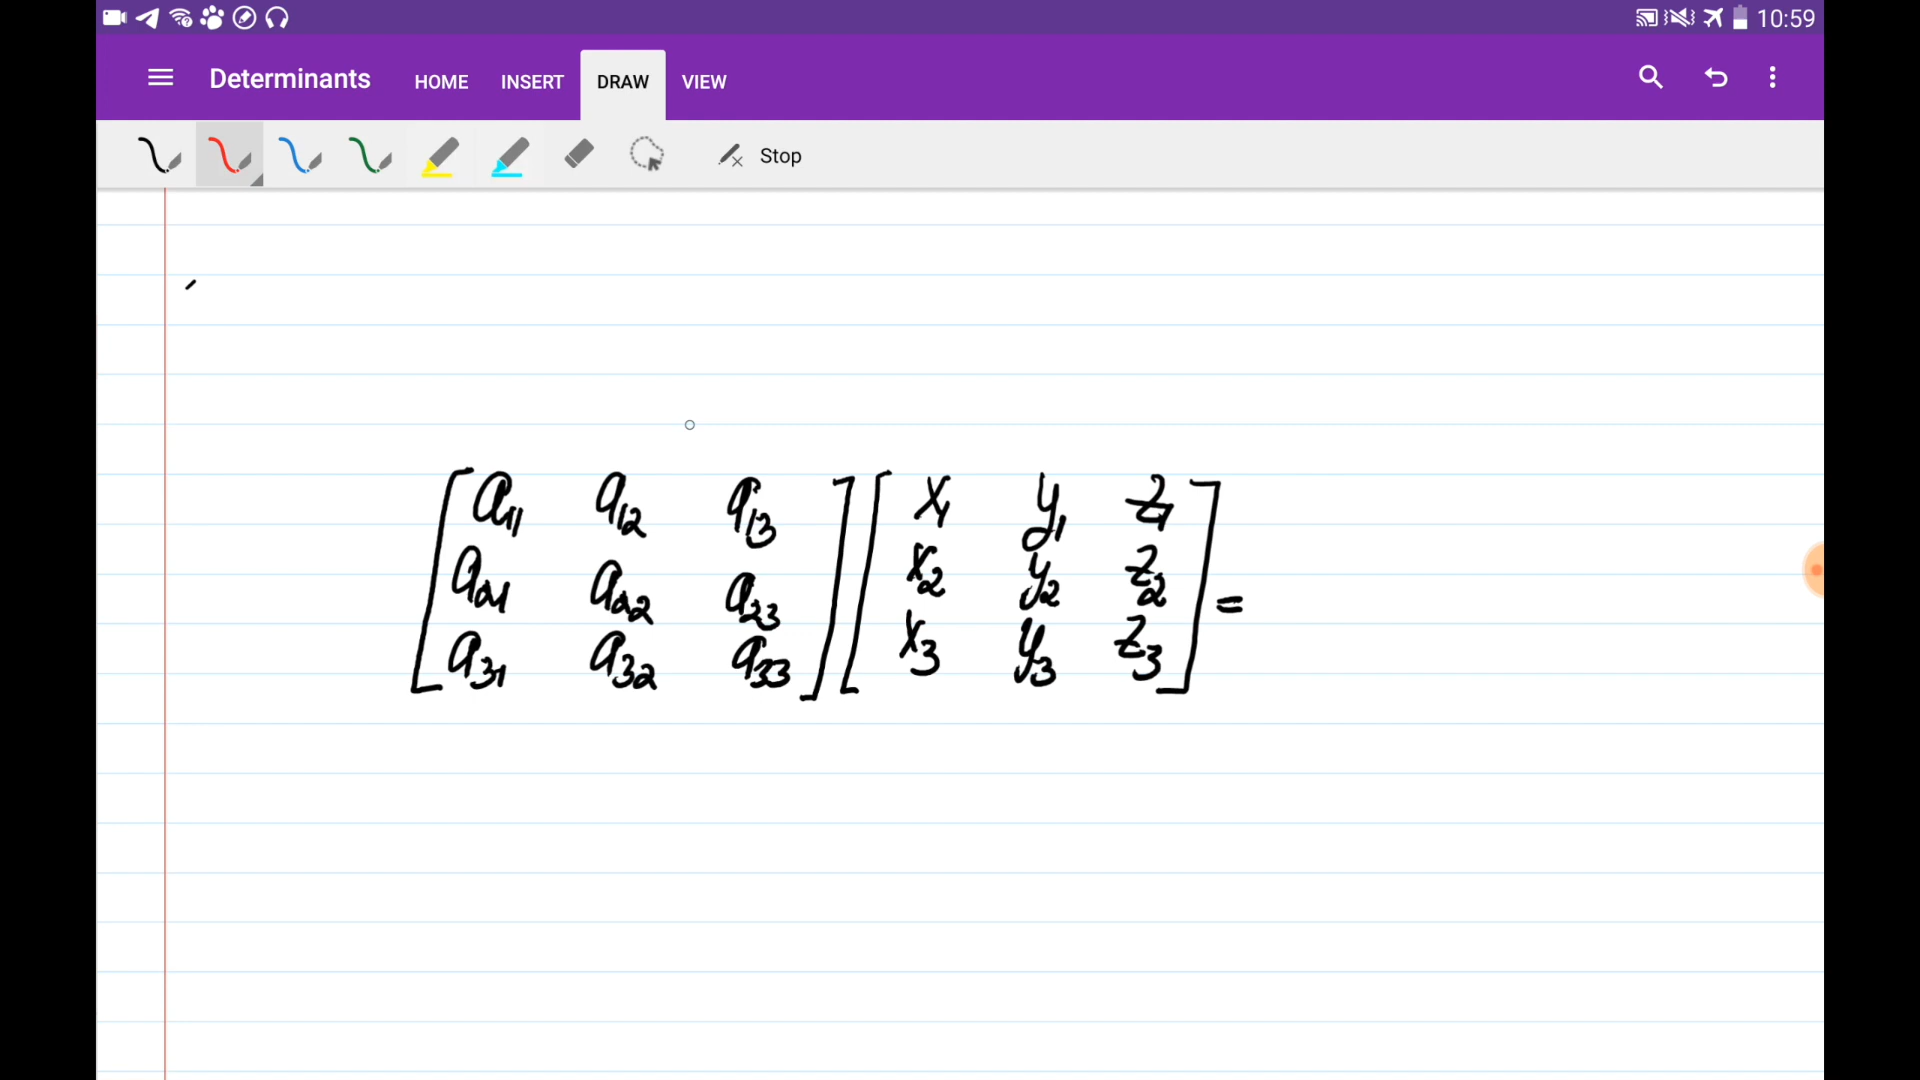 10:59
Determinants HOME INSERT DRAW VIEW
Stop
[a11 a12 a13] [x1 y1 z1]
[a21 a22 a23] [x2 y2 z2] =
[a31 a32 a33] [x3 y3 z3]